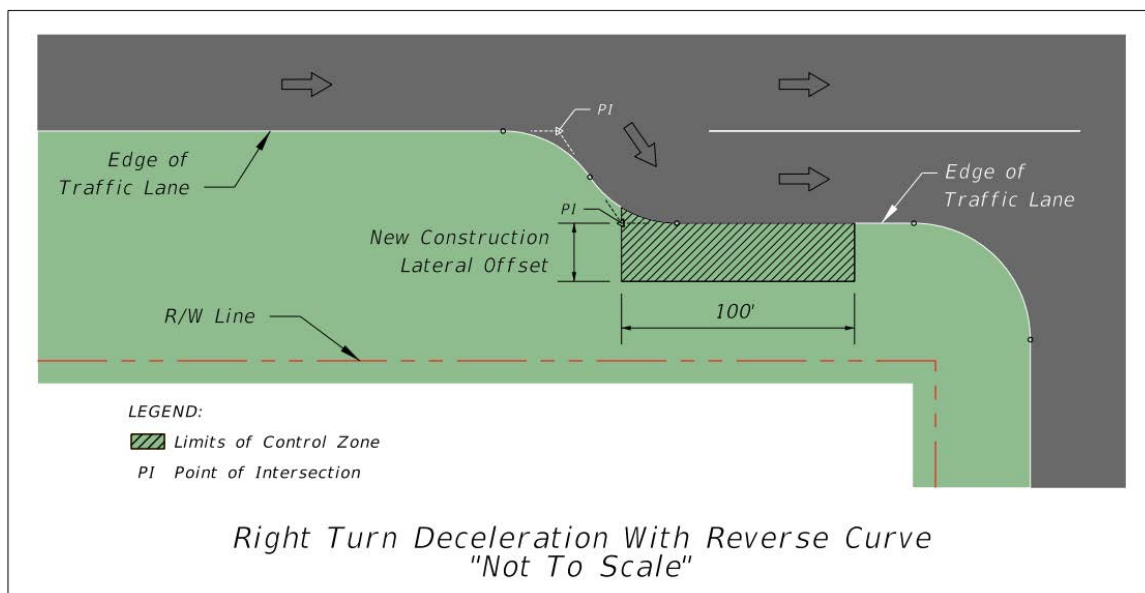 PI
Edge of
Traffic Lane
Edge of
Traffic Lane
PI
New Construction
Lateral Offset
R/W Line
100'
LEGEND:
Limits of Control Zone
PI Point of Intersection
Right Turn Deceleration With Reverse Curve
"Not To Scale"